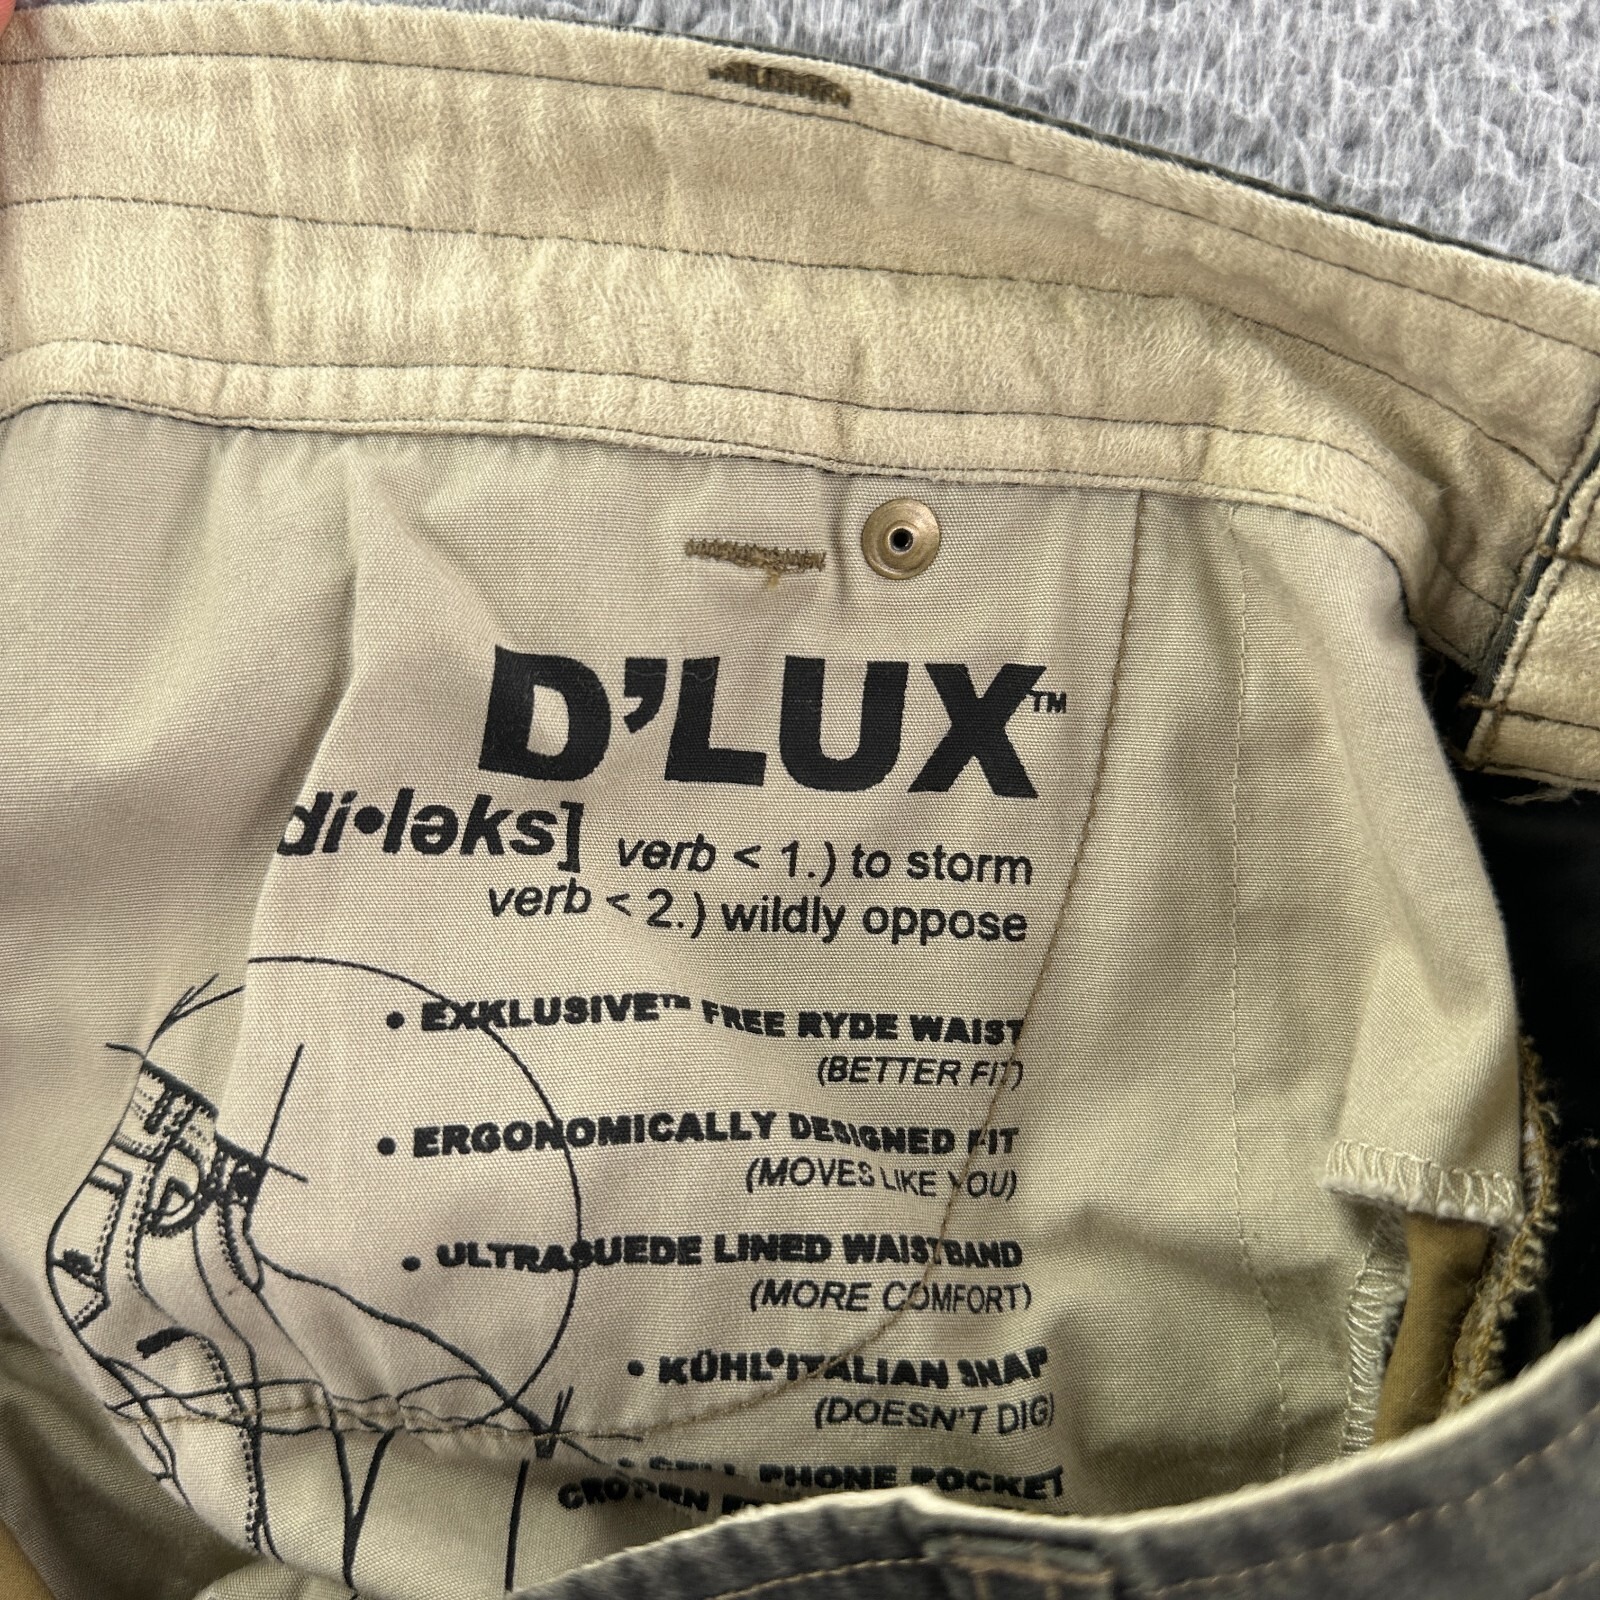 D'LUX™
di•ləks] verb < 1.) to storm
verb < 2.) wildly oppose
• EXKLUSIVE™ FREE RYDE WAIST
(BETTER FIT)
• ERGONOMICALLY DESIGNED FIT
(MOVES LIKE YOU)
• ULTRASUEDE LINED WAISTBAND
(MORE COMFORT)
• KÜHL® ITALIAN SNAP
(DOESN'T DIG)
• CELL PHONE POCKET